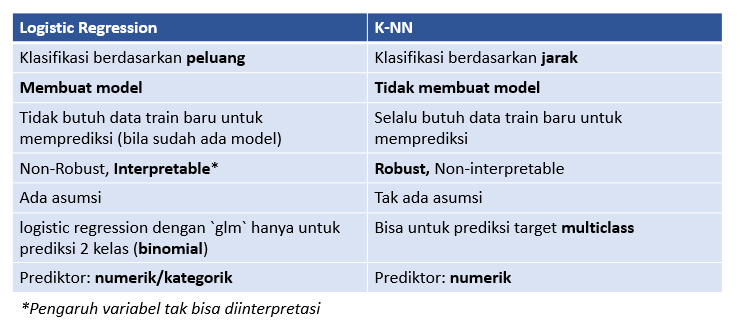 Logistic Regression K-NN
Klasifikasi berdasarkan peluang Klasifikasi berdasarkan jarak
Membuat model Tidak membuat model
Tidak butuh data train baru untuk Selalu butuh data train baru untuk
memprediksi (bila sudah ada model) memprediksi
Non-Robust, Interpretable* Robust, Non-interpretable
Ada asumsi Tak ada asumsi
logistic regression dengan `glm` hanya untuk Bisa untuk prediksi target multiclass
prediksi 2 kelas (binomial)
Prediktor: numerik/kategorik Prediktor: numerik
*Pengaruh variabel tak bisa diinterpretasi